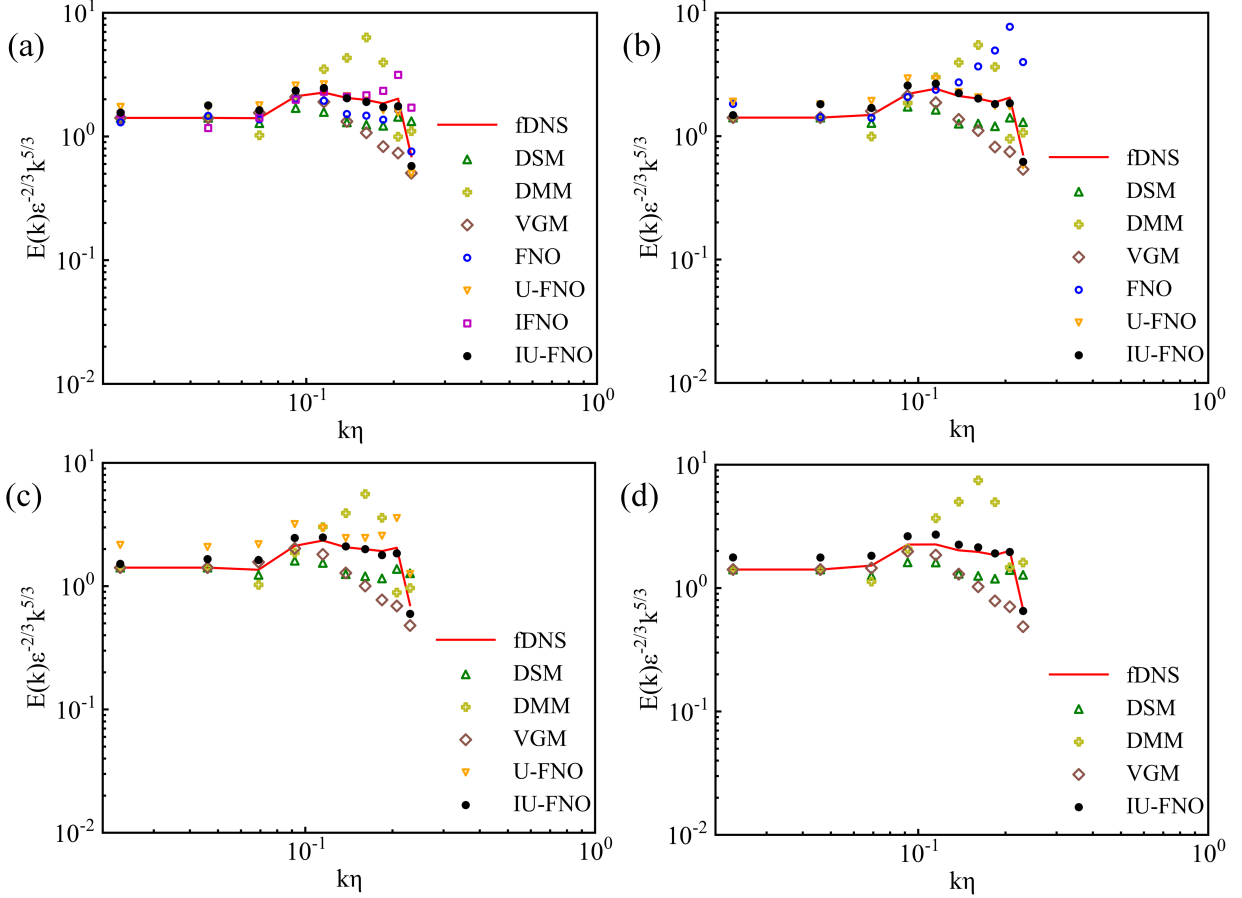 (a)
10^1
10^0
10^-1
10^-2
E(k)ε^-2/3k^5/3
fDNS
DSM
DMM
VGM
FNO
U-FNO
IFNO
IU-FNO
10^-1
10^0
kη
(b)
10^1
10^0
10^-1
10^-2
E(k)ε^-2/3k^5/3
fDNS
DSM
DMM
VGM
FNO
U-FNO
IU-FNO
10^-1
10^0
kη
(c)
10^1
10^0
10^-1
10^-2
E(k)ε^-2/3k^5/3
fDNS
DSM
DMM
VGM
U-FNO
IU-FNO
10^-1
10^0
kη
(d)
10^1
10^0
10^-1
10^-2
E(k)ε^-2/3k^5/3
fDNS
DSM
DMM
VGM
IU-FNO
10^-1
10^0
kη